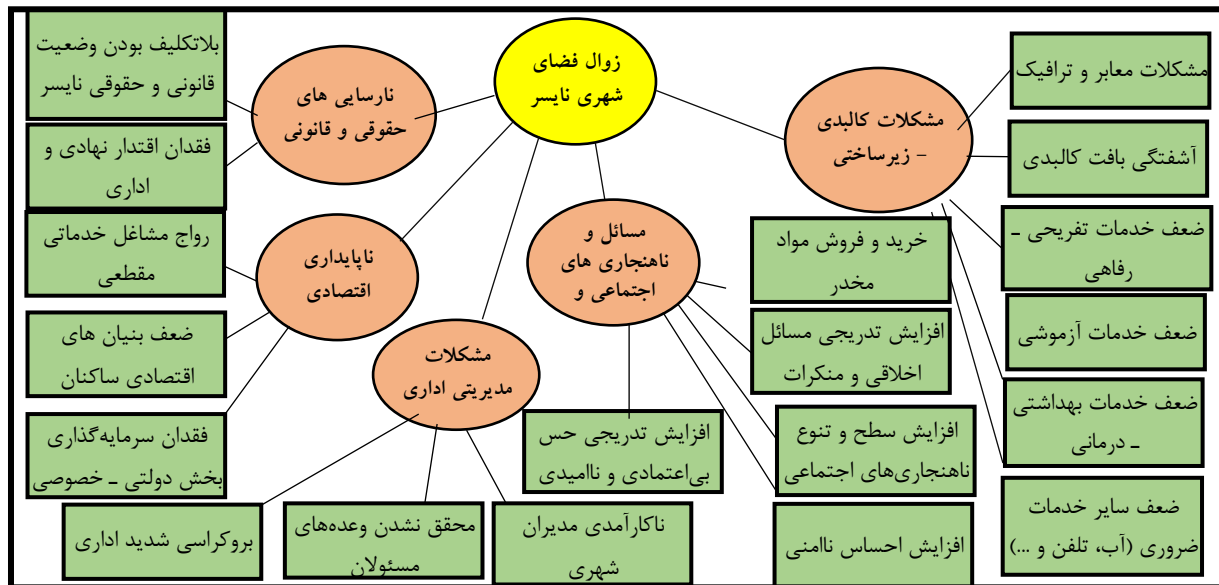 زوال فضای
شهری نایسر
مشکلات کالبدی
– زیرساختی
مشکلات معابر و ترافیک
آشفتگی بافت کالبدی
ضعف خدمات تفریحی ـ
رفاهی
ضعف خدمات آزموشی
ضعف خدمات بهداشتی
ـ درمانی
ضعف سایر خدمات
ضروری (آب، تلفن و ...)
مسائل و
ناهنجاری های
اجتماعی و
خرید و فروش مواد
مخدر
افزایش تدریجی مسائل
اخلاقی و منکرات
افزایش سطح و تنوع
ناهنجاری‌های اجتماعی
افزایش احساس ناامنی
افزایش تدریجی حس
بی‌اعتمادی و ناامیدی
مشکلات
مدیریتی اداری
ناکارآمدی مدیران
شهری
محقق نشدن وعده‌های
مسئولان
بروکراسی شدید اداری
ناپایداری
اقتصادی
رواج مشاغل خدماتی
مقطعی
ضعف بنیان های
اقتصادی ساکنان
فقدان سرمایه‌گذاری
بخش دولتی ـ خصوصی
نارسایی های
حقوقی و قانونی
بلاتکلیف بودن وضعیت
قانونی و حقوقی نایسر
فقدان اقتدار نهادی و
اداری